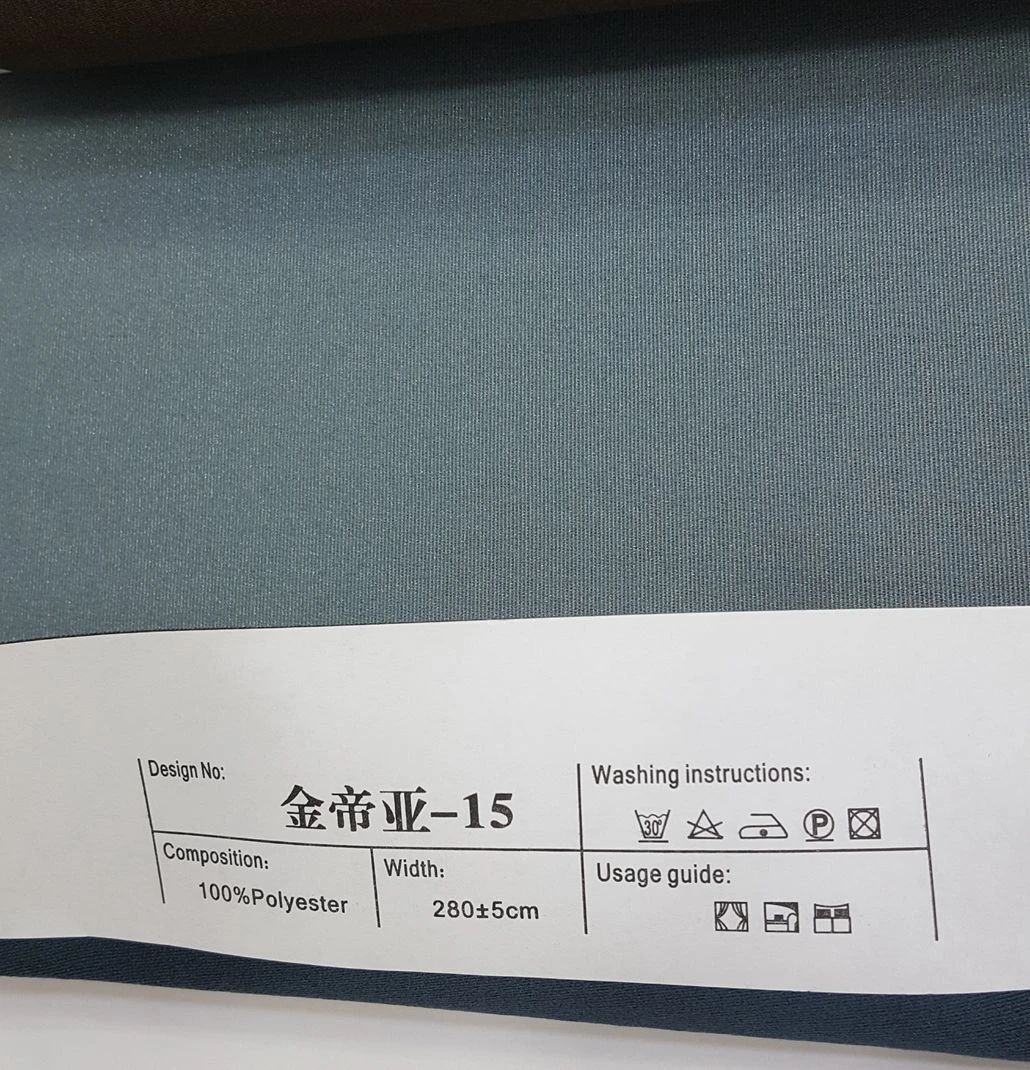 Design No:
金帝亚-15
Washing instructions:
30°
P
Composition:
100%Polyester
Width:
280±5cm
Usage guide: